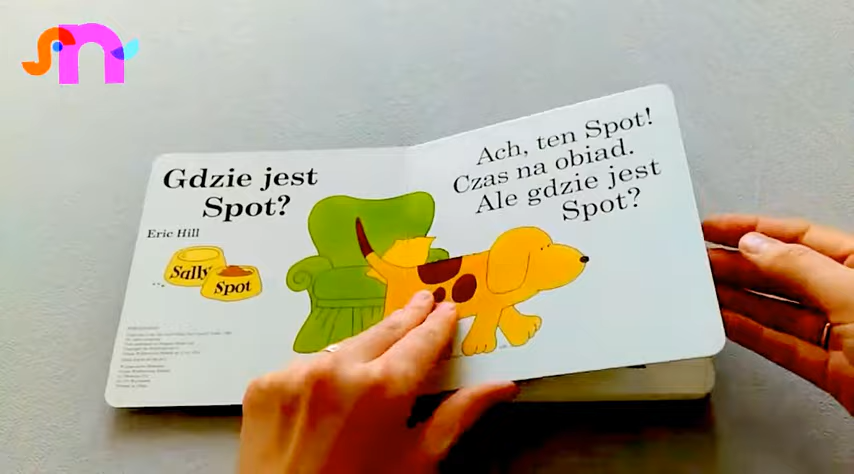 Gdzie jest
Spot?
Eric Hill
Sally
Spot
Ach, ten Spot!
Czas na obiad.
Ale gdzie jest
Spot?